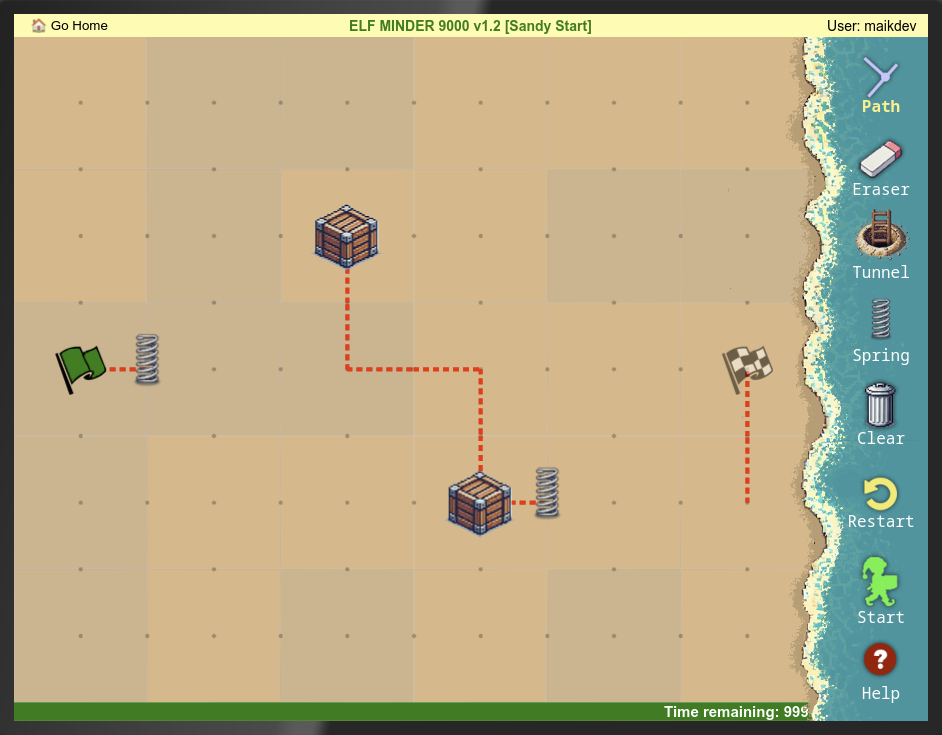 Go Home
ELF MINDER 9000 v1.2 [Sandy Start]
User: maikdev
Path
Eraser
Tunnel
Spring
Clear
Restart
Start
?
Help
Time remaining: 999